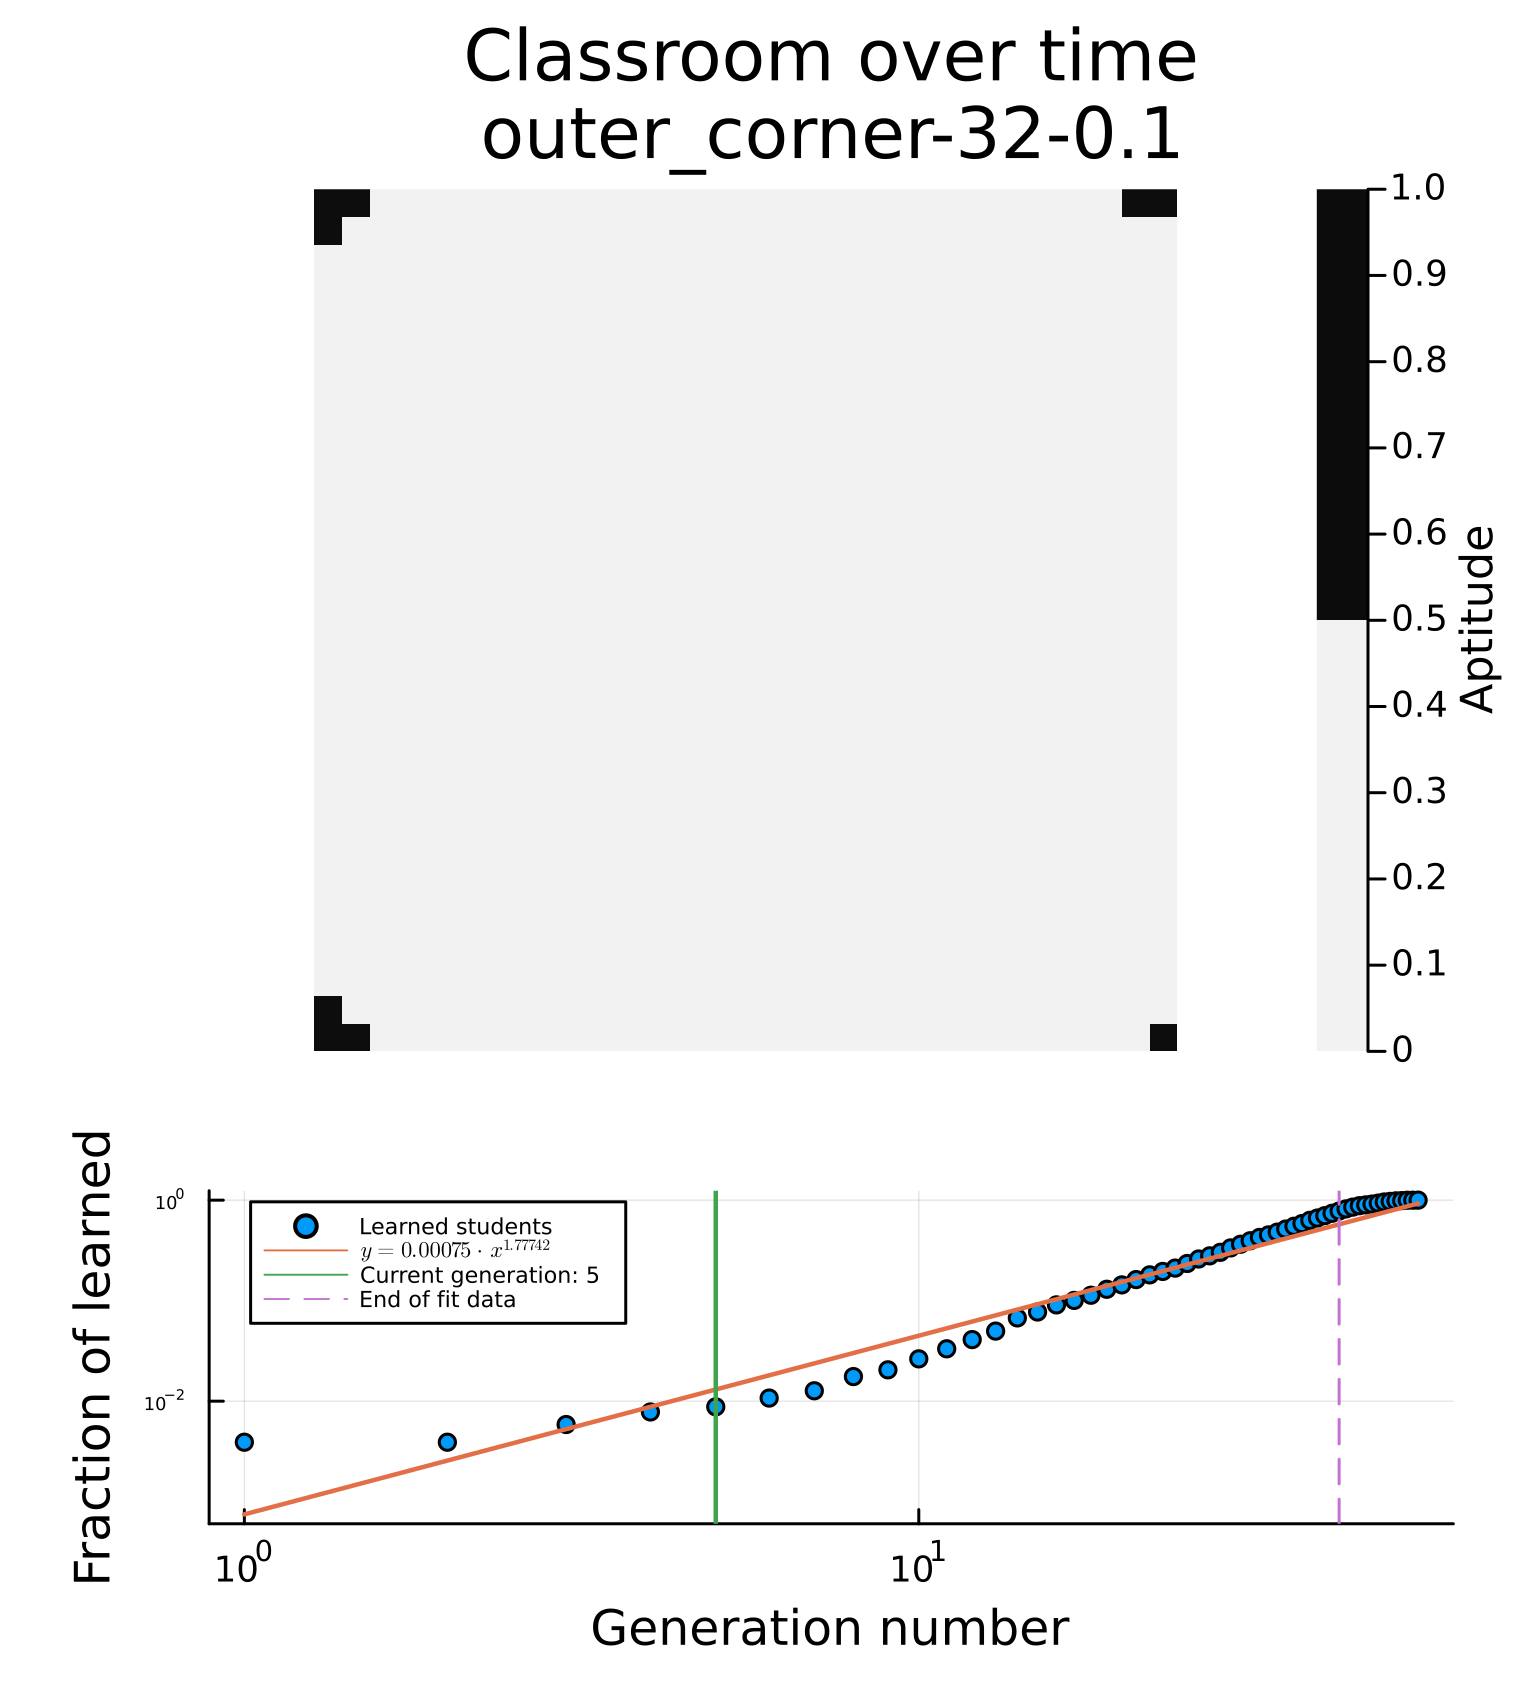 Classroom over time
outer_corner-32-0.1
1.0
0.9
0.8
0.7
0.6
0.5
0.4
0.3
0.2
0.1
0
Aptitude
Fraction of learned
10^0
10^-2
Learned students
y = 0.00075 · x^1.77742
Current generation: 5
End of fit data
10^0
10^1
Generation number